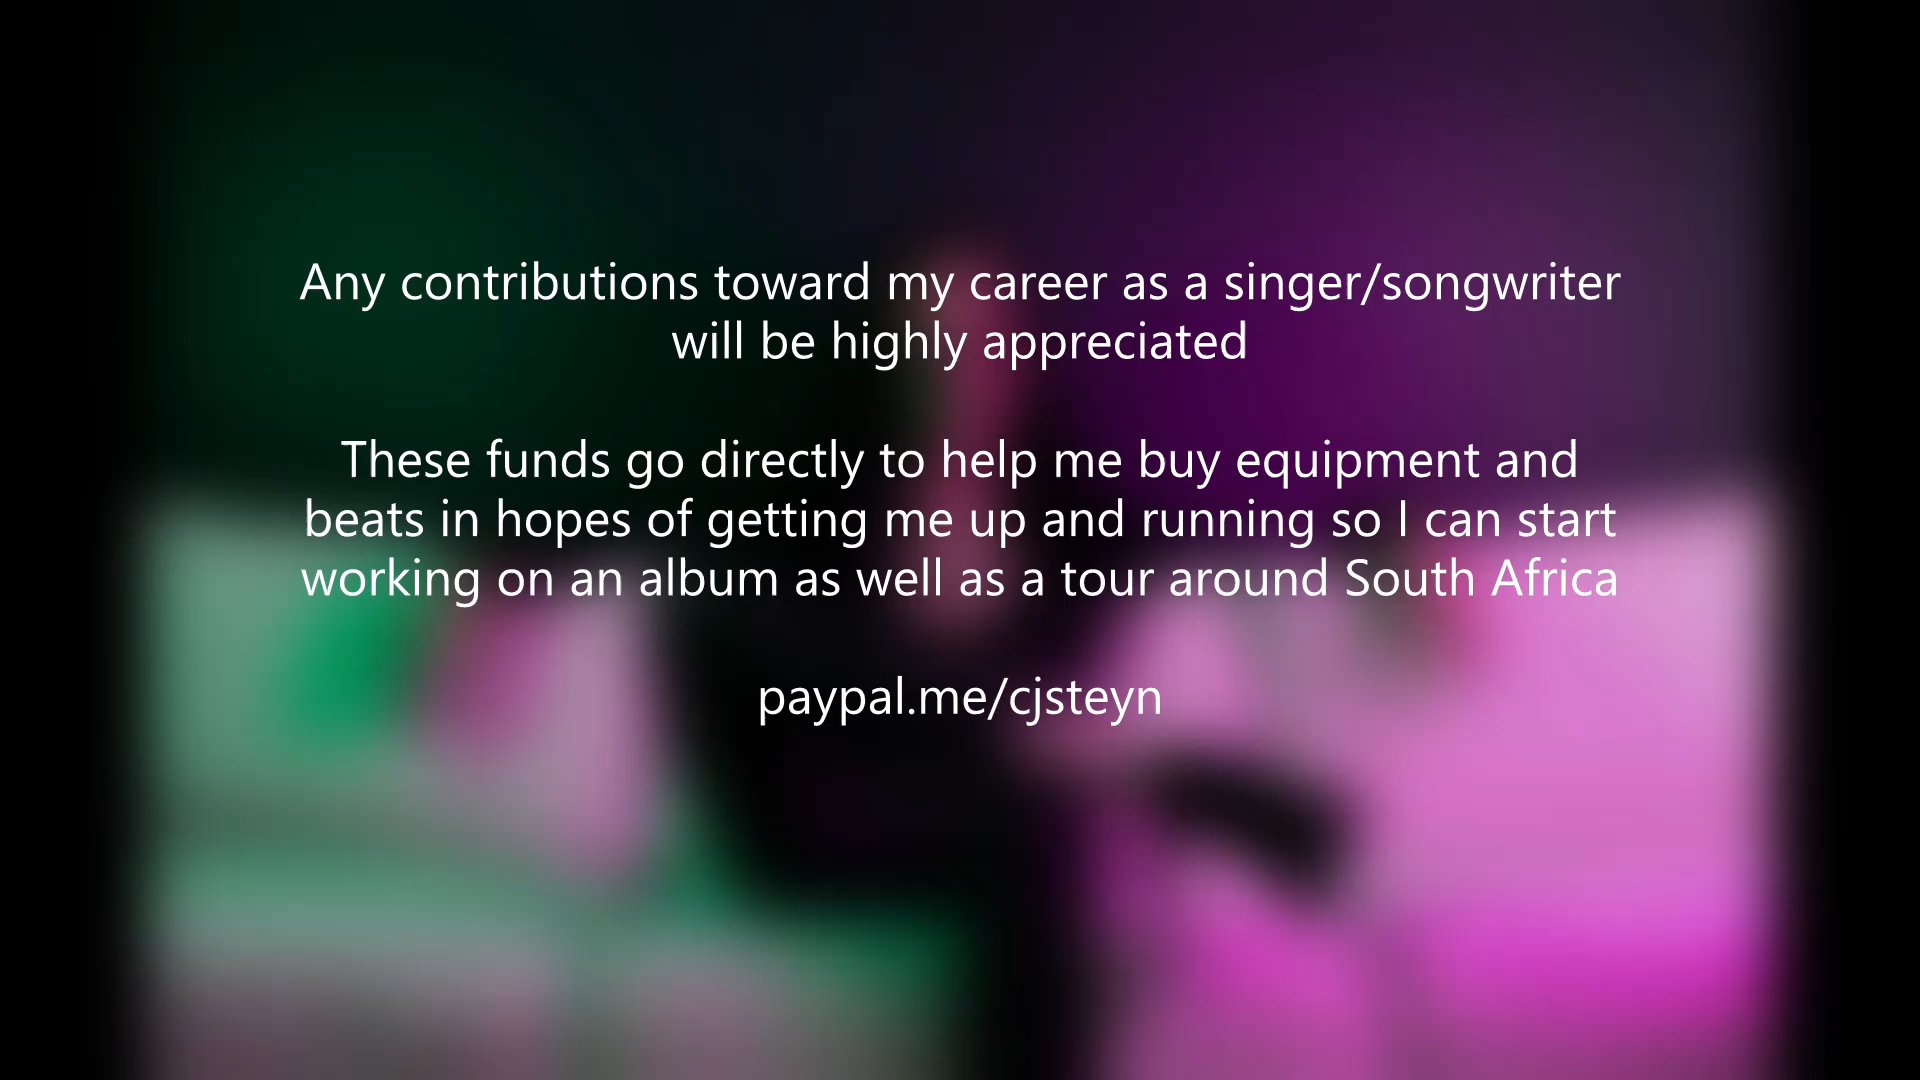 Any contributions toward my career as a singer/songwriter
will be highly appreciated
These funds go directly to help me buy equipment and
beats in hopes of getting me up and running so I can start
working on an album as well as a tour around South Africa
paypal.me/cjsteyn